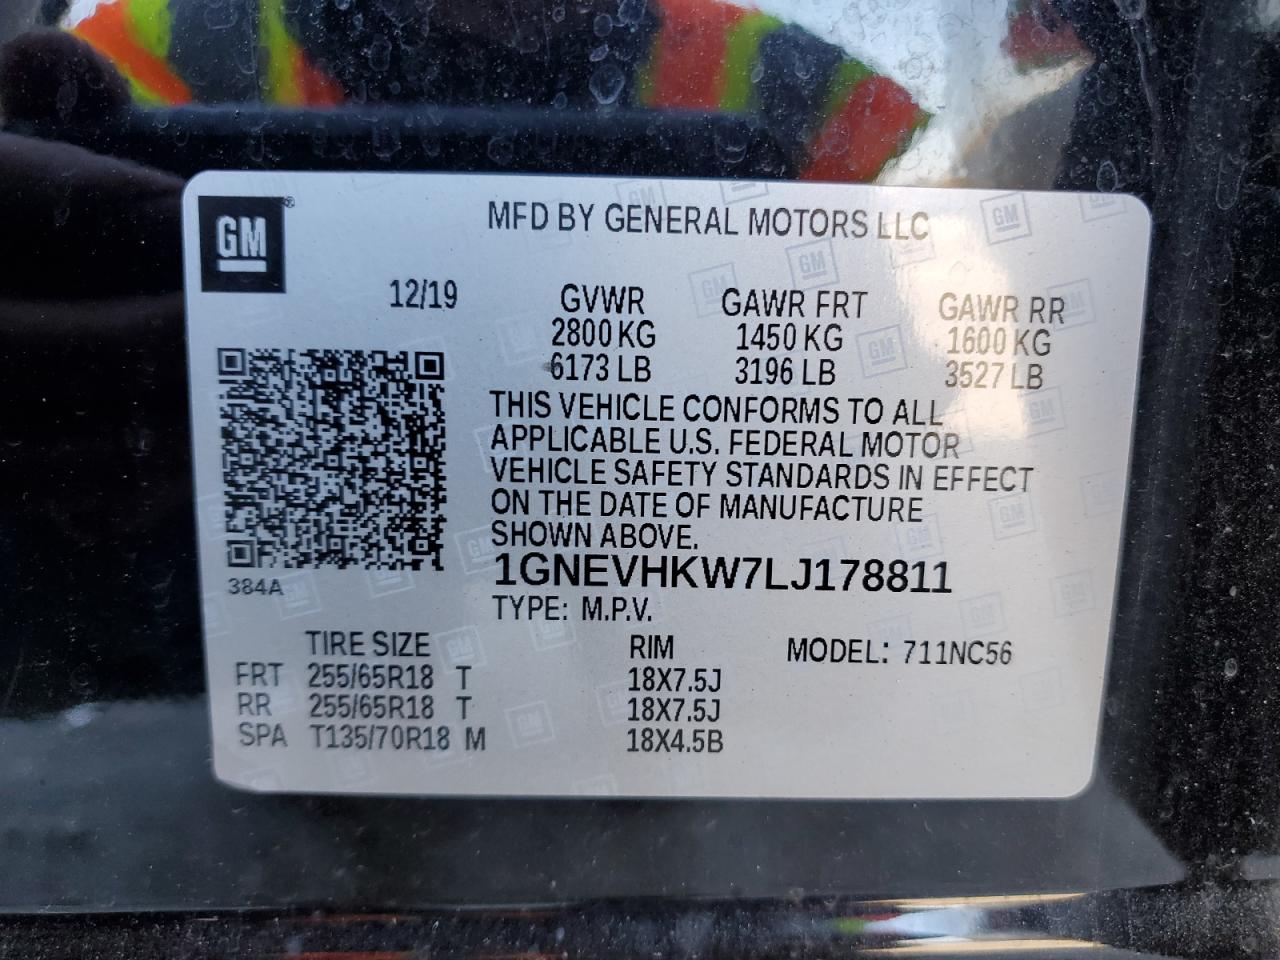 GM®
MFD BY GENERAL MOTORS LLC
12/19 GVWR GAWR FRT GAWR RR
2800 KG 1450 KG 1600 KG
6173 LB 3196 LB 3527 LB
THIS VEHICLE CONFORMS TO ALL
APPLICABLE U.S. FEDERAL MOTOR
VEHICLE SAFETY STANDARDS IN EFFECT
ON THE DATE OF MANUFACTURE
SHOWN ABOVE.
384A
1GNEVHKW7LJ178811
TYPE: M.P.V.
TIRE SIZE RIM MODEL: 711NC56
FRT 255/65R18 T 18X7.5J
RR 255/65R18 T 18X7.5J
SPA T135/70R18 M 18X4.5B